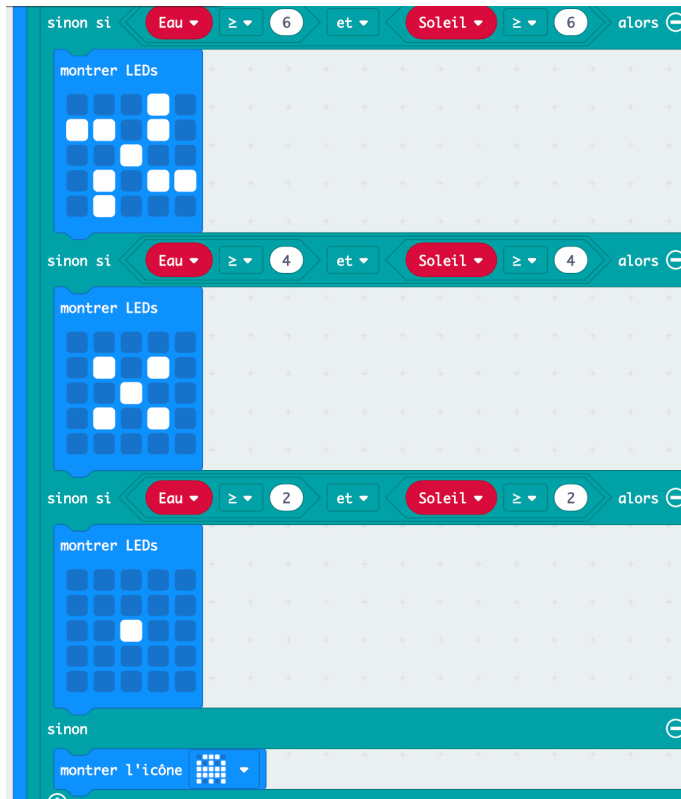 sinon si Eau ≥ 6 et Soleil ≥ 6 alors
montrer LEDs
sinon si Eau ≥ 4 et Soleil ≥ 4 alors
montrer LEDs
sinon si Eau ≥ 2 et Soleil ≥ 2 alors
montrer LEDs
sinon
montrer l'icône